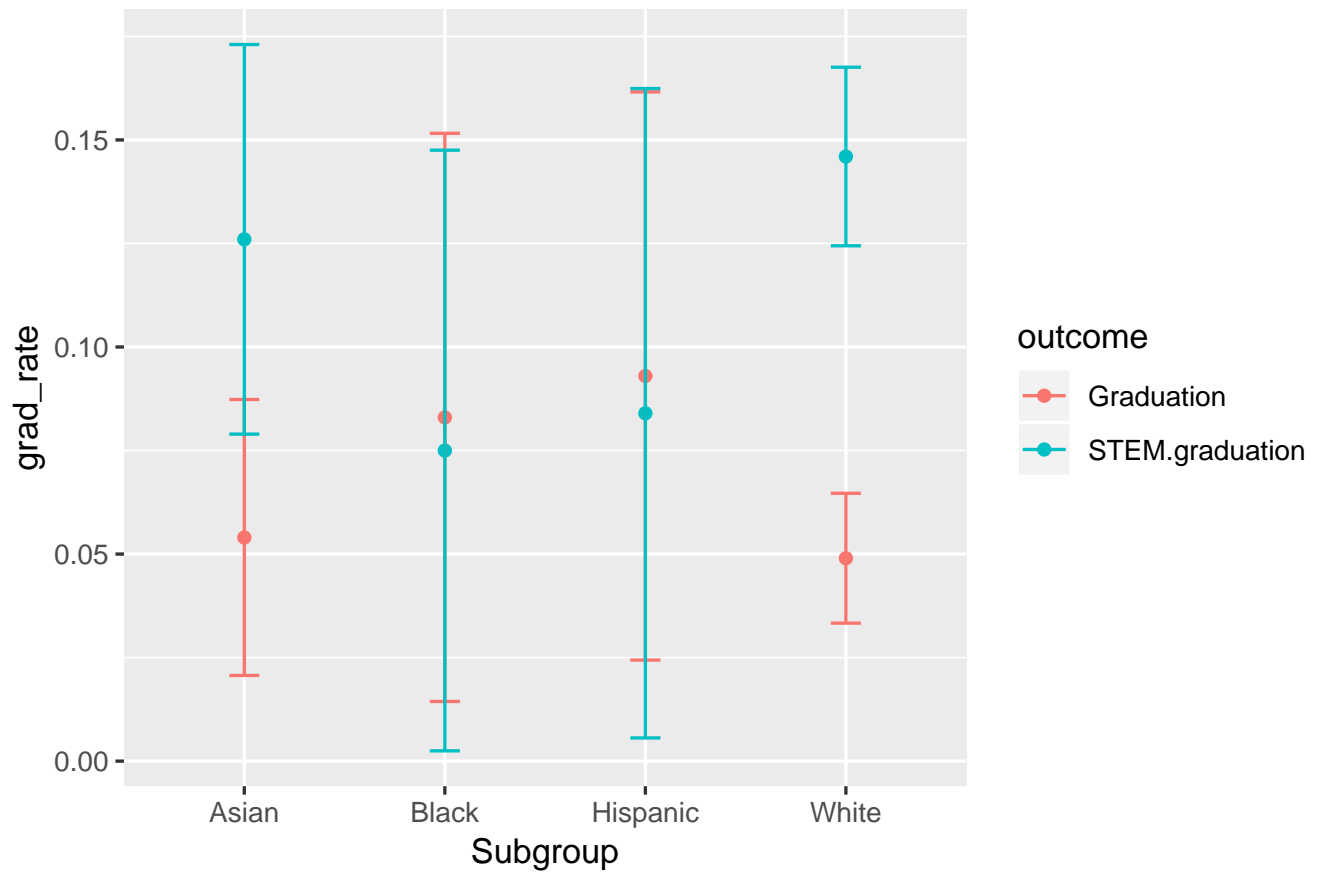 grad_rate
0.15
0.10
0.05
0.00
Asian
Black
Hispanic
White
Subgroup
outcome
Graduation
STEM.graduation